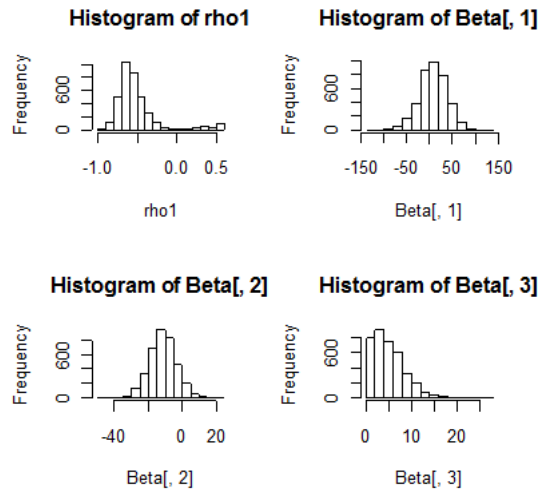 Histogram of rho1
Frequency
0 600
-1.0 0.0 0.5
rho1
Histogram of Beta[, 1]
Frequency
0 600
-150 -50 50 150
Beta[, 1]
Histogram of Beta[, 2]
Frequency
0 600
-40 0 20
Beta[, 2]
Histogram of Beta[, 3]
Frequency
0 600
0 10 20
Beta[, 3]